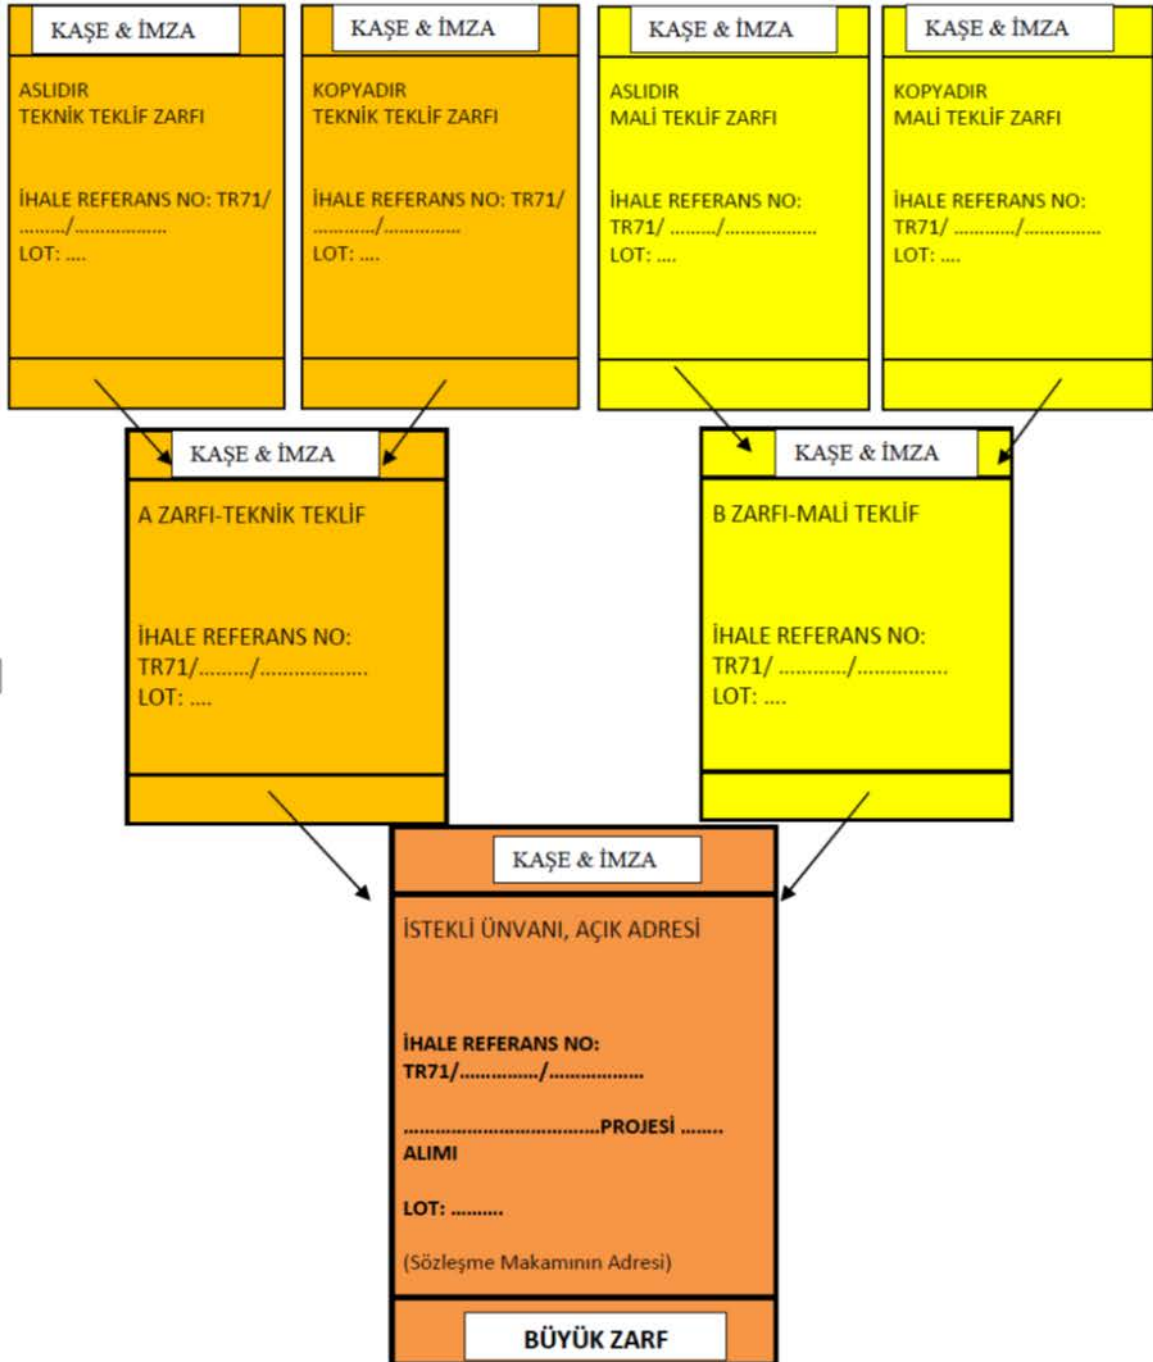 KAŞE & İMZA
ASLIDIR
TEKNİK TEKLİF ZARFI
İHALE REFERANS NO: TR71/
........./..................
LOT: ....
KAŞE & İMZA
KOPYADIR
TEKNİK TEKLİF ZARFI
İHALE REFERANS NO: TR71/
............/...............
LOT: ....
KAŞE & İMZA
ASLIDIR
MALİ TEKLİF ZARFI
İHALE REFERANS NO:
TR71/ ........./..................
LOT: ....
KAŞE & İMZA
KOPYADIR
MALİ TEKLİF ZARFI
İHALE REFERANS NO:
TR71/ ............/...............
LOT: ....
KAŞE & İMZA
A ZARFI-TEKNİK TEKLİF
İHALE REFERANS NO:
TR71/........./..................
LOT: ....
KAŞE & İMZA
B ZARFI-MALİ TEKLİF
İHALE REFERANS NO:
TR71/ ............/...............
LOT: ....
KAŞE & İMZA
İSTEKLİ ÜNVANI, AÇIK ADRESİ
İHALE REFERANS NO:
TR71/.............../..................
......................................PROJESİ ........
ALIMI
LOT: ..........
(Sözleşme Makamının Adresi)
BÜYÜK ZARF